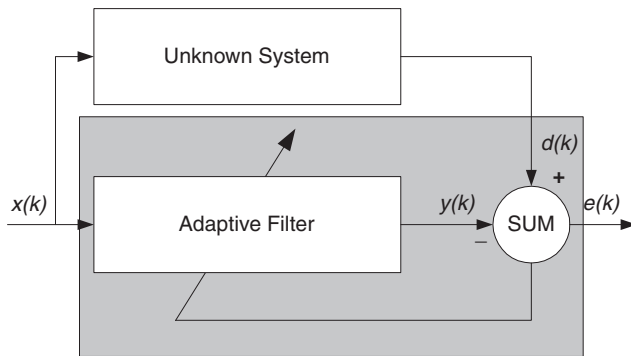 Unknown System
d(k)
+
x(k)
Adaptive Filter
y(k)
–
SUM
e(k)